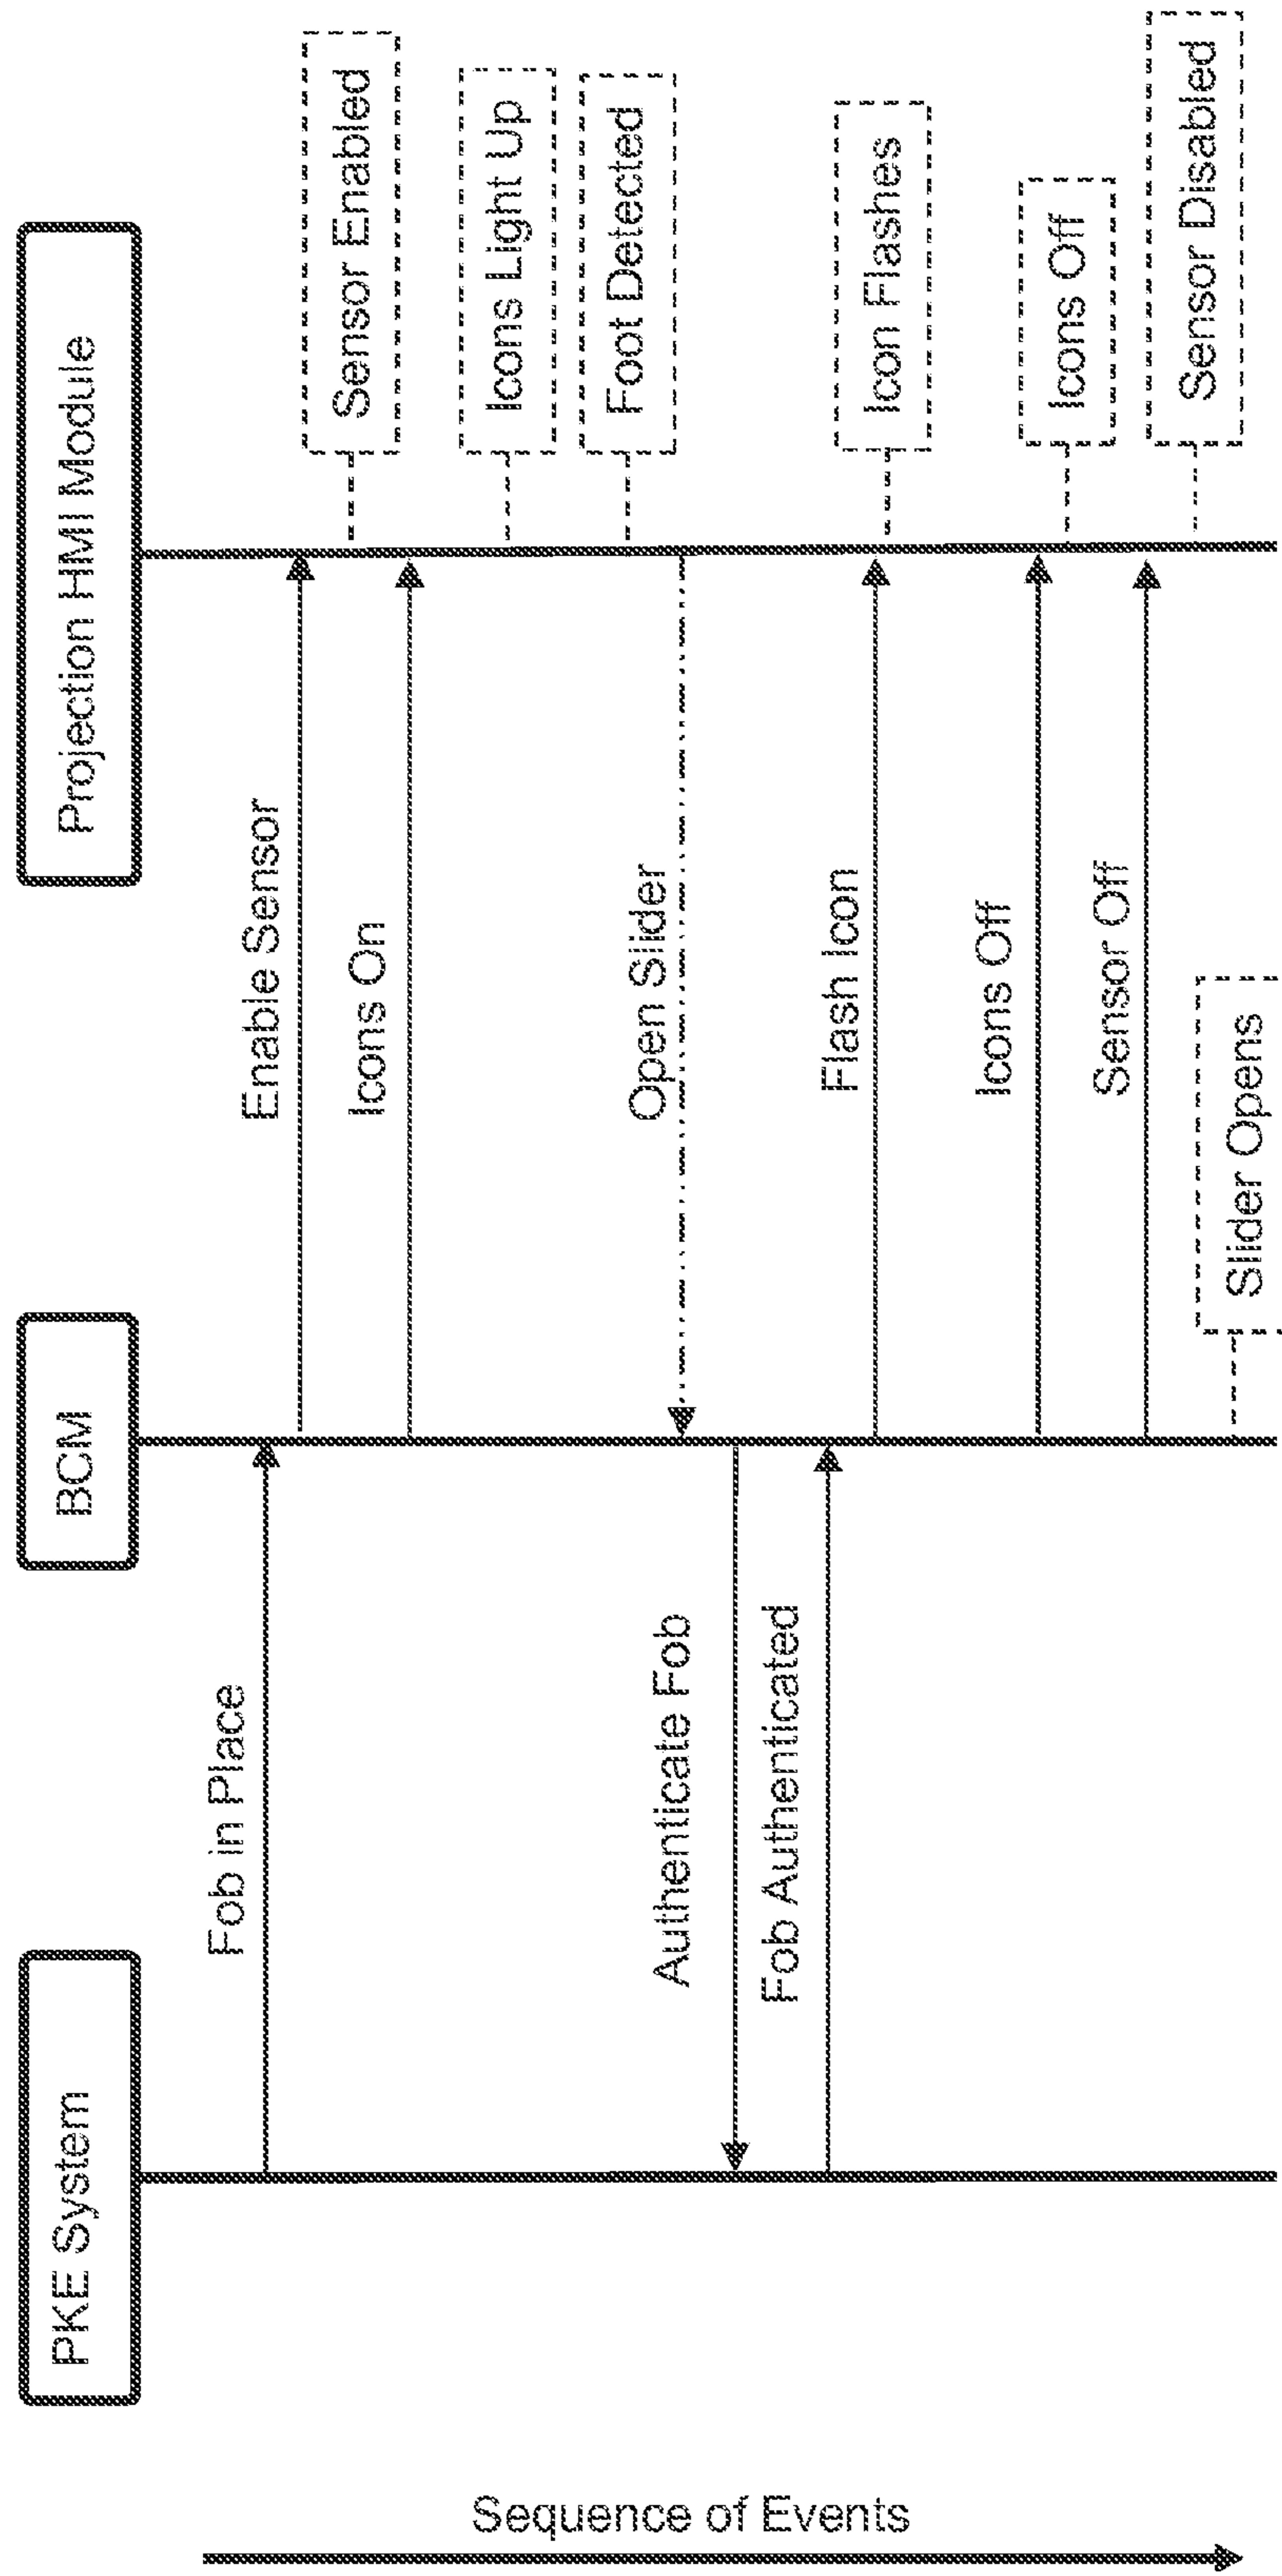 PKE System
BCM
Projection HMI Module
Fob in Place
Enable Sensor
Sensor Enabled
Icons On
Icons Light Up
Foot Detected
Open Slider
Authenticate Fob
Fob Authenticated
Flash Icon
Icon Flashes
Icons Off
Icons Off
Sensor Off
Sensor Disabled
Slider Opens
Sequence of Events